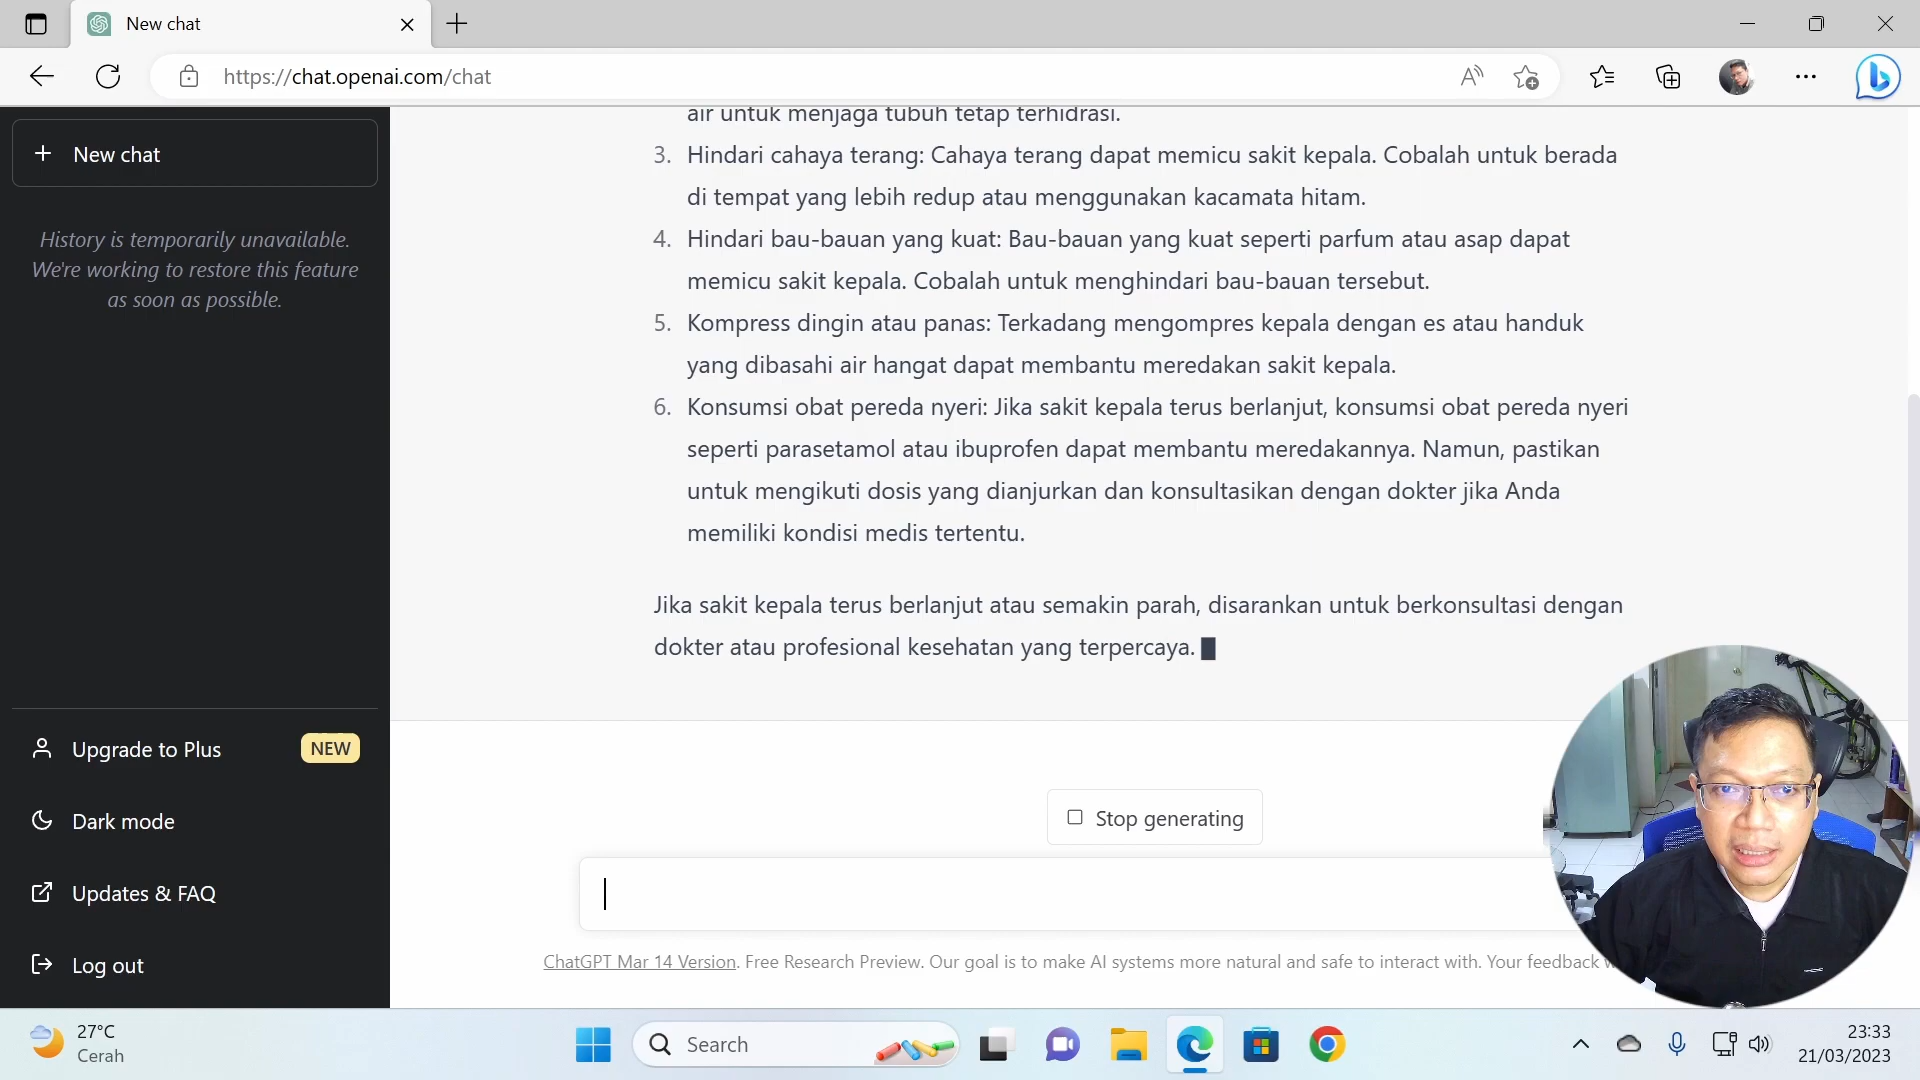 New chat
https://chat.openai.com/chat
New chat
History is temporarily unavailable.
We're working to restore this feature
as soon as possible.
air untuk menjaga tubuh tetap terhidrasi.
3. Hindari cahaya terang: Cahaya terang dapat memicu sakit kepala. Cobalah untuk berada
di tempat yang lebih redup atau menggunakan kacamata hitam.
4. Hindari bau-bauan yang kuat: Bau-bauan yang kuat seperti parfum atau asap dapat
memicu sakit kepala. Cobalah untuk menghindari bau-bauan tersebut.
5. Kompress dingin atau panas: Terkadang mengompres kepala dengan es atau handuk
yang dibasahi air hangat dapat membantu meredakan sakit kepala.
6. Konsumsi obat pereda nyeri: Jika sakit kepala terus berlanjut, konsumsi obat pereda nyeri
seperti parasetamol atau ibuprofen dapat membantu meredakannya. Namun, pastikan
untuk mengikuti dosis yang dianjurkan dan konsultasikan dengan dokter jika Anda
memiliki kondisi medis tertentu.
Jika sakit kepala terus berlanjut atau semakin parah, disarankan untuk berkonsultasi dengan
dokter atau profesional kesehatan yang terpercaya.
Upgrade to Plus NEW
Dark mode
Updates & FAQ
Log out
Stop generating
ChatGPT Mar 14 Version. Free Research Preview. Our goal is to make AI systems more natural and safe to interact with. Your feedback
27°C
Cerah
Search
23:33
21/03/2023